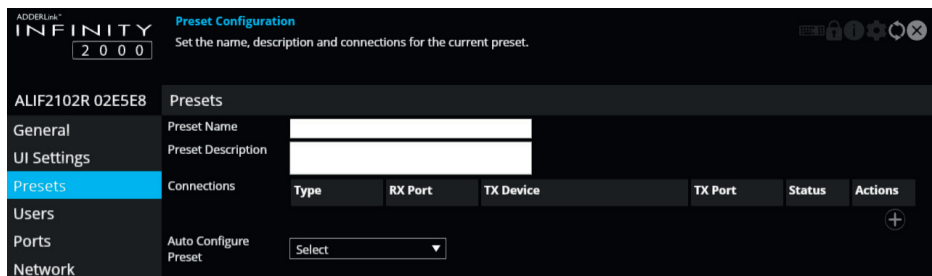 ADDERLink™
INFINITY
2000
Preset Configuration
Set the name, description and connections for the current preset.
ALIF2102R 02E5E8
Presets
General
UI Settings
Presets
Users
Ports
Network
Preset Name
Preset Description
Connections
Type RX Port TX Device TX Port Status Actions
Auto Configure
Preset
Select